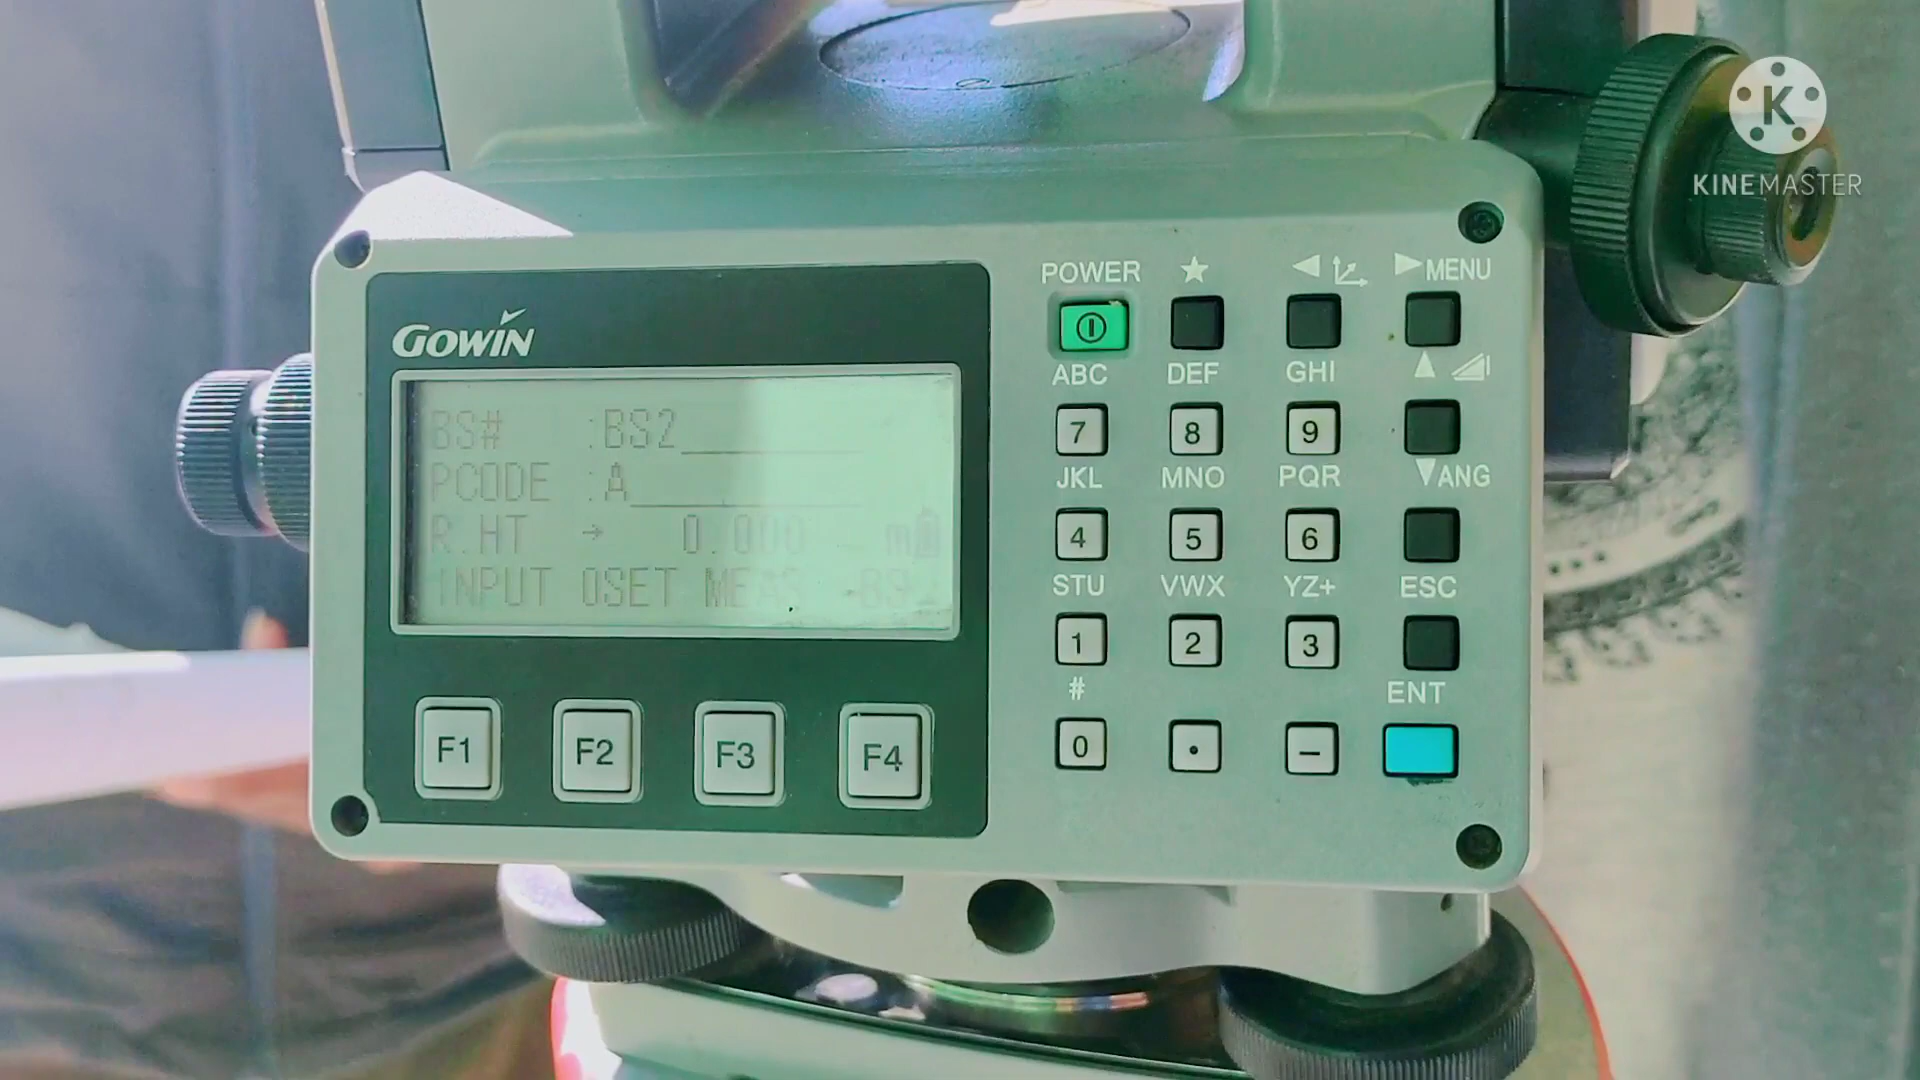 KINEMASTER
GOWIN
BS# :BS2
PCODE :A
R.HT → 0.000 m
INPUT 0SET MEAS BS
F1 F2 F3 F4
POWER ★ ◀ ▶MENU
ABC DEF GHI ▲
7 8 9
JKL MNO PQR ▼ANG
4 5 6
STU VWX YZ+ ESC
1 2 3
# ENT
0 . –